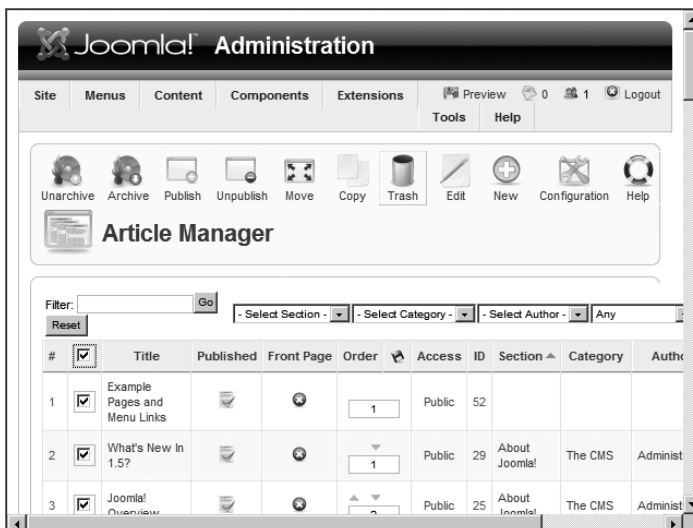 Joomla! Administration
Site Menus Content Components Extensions Preview 0 1 Logout
Tools Help
Unarchive Archive Publish Unpublish Move Copy Trash Edit New Configuration Help
Article Manager
Filter: Go - Select Section - - Select Category - - Select Author - Any
Reset
# Title Published Front Page Order Access ID Section Category
Example
1 Pages and 1 Public 52
Menu Links
2 What's New In 1 Public 29 About The CMS
1.5? Joomla!
3 Joomla! Public 25 About The CMS
Overview Joomla!